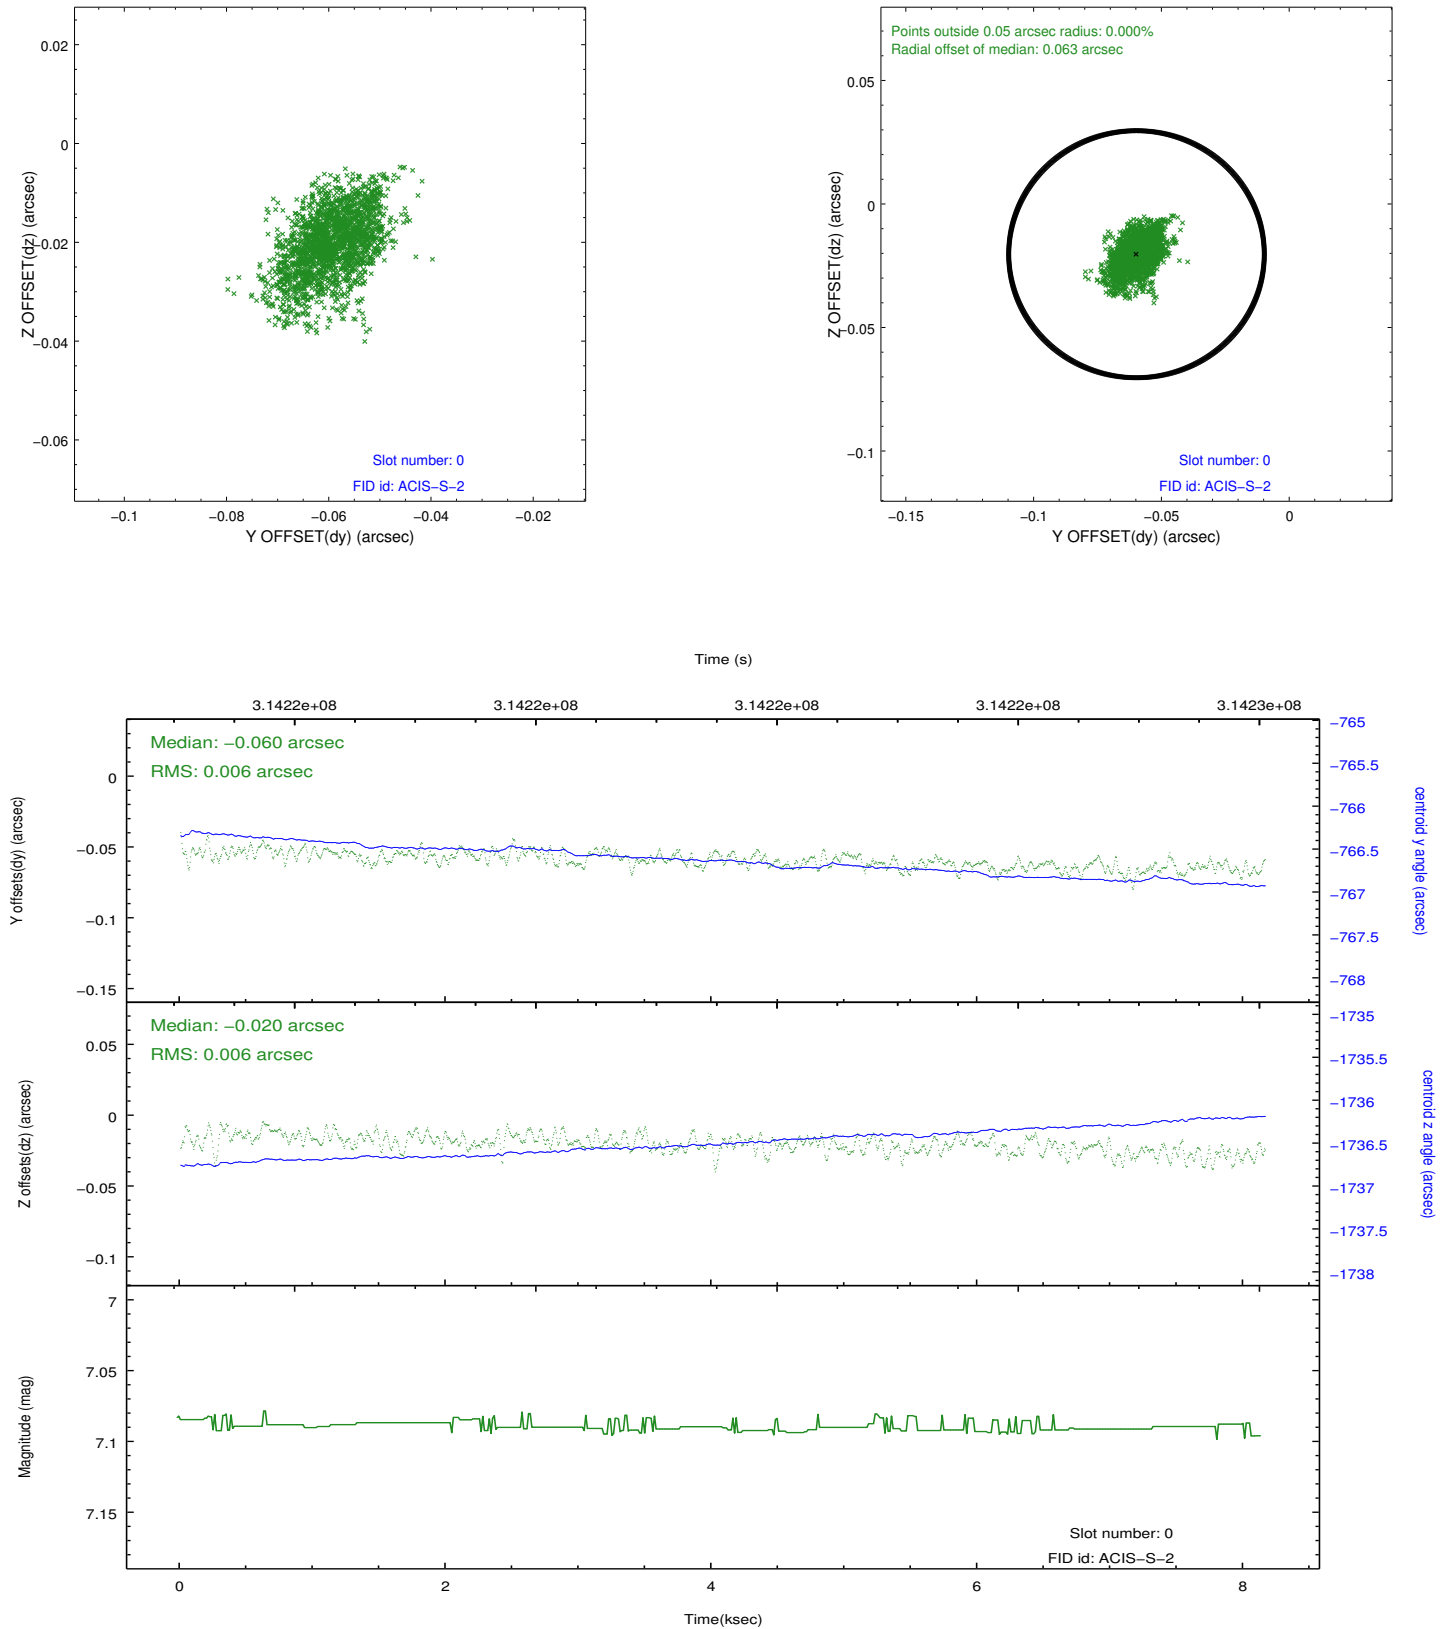 0.02
0
−0.02
−0.04
−0.06
Z OFFSET(dz) (arcsec)
Slot number: 0
FID id: ACIS−S−2
−0.1
−0.08
−0.06
−0.04
−0.02
Y OFFSET(dy) (arcsec)
Points outside 0.05 arcsec radius: 0.000%
Radial offset of median: 0.063 arcsec
0.05
0
−0.05
−0.1
Z OFFSET(dz) (arcsec)
Slot number: 0
FID id: ACIS−S−2
−0.15
−0.1
−0.05
0
Y OFFSET(dy) (arcsec)
Time (s)
3.1422e+08
3.1422e+08
3.1422e+08
3.1422e+08
3.1423e+08
Median: −0.060 arcsec
RMS: 0.006 arcsec
0
−0.05
−0.1
−0.15
Y offsets(dy) (arcsec)
−765
−765.5
−766
−766.5
−767
−767.5
−768
centroid y angle (arcsec)
Median: −0.020 arcsec
RMS: 0.006 arcsec
0.05
0
−0.05
−0.1
Z offsets(dz) (arcsec)
−1735
−1735.5
−1736
−1736.5
−1737
−1737.5
−1738
centroid z angle (arcsec)
7
7.05
7.1
7.15
Magnitude (mag)
Slot number: 0
FID id: ACIS−S−2
0
2
4
6
8
Time(ksec)